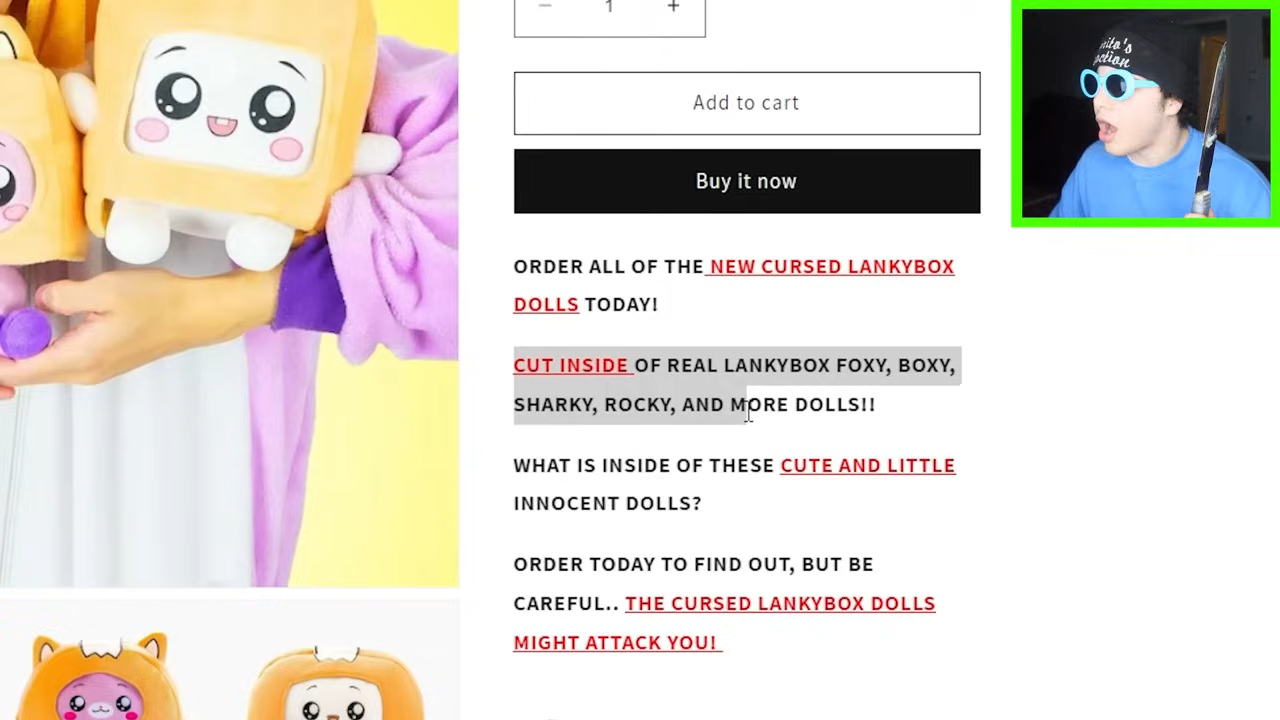 1
Add to cart
Buy it now
ORDER ALL OF THE NEW CURSED LANKYBOX
DOLLS TODAY!
CUT INSIDE OF REAL LANKYBOX FOXY, BOXY,
SHARKY, ROCKY, AND MORE DOLLS!!
WHAT IS INSIDE OF THESE CUTE AND LITTLE
INNOCENT DOLLS?
ORDER TODAY TO FIND OUT, BUT BE
CAREFUL.. THE CURSED LANKYBOX DOLLS
MIGHT ATTACK YOU!